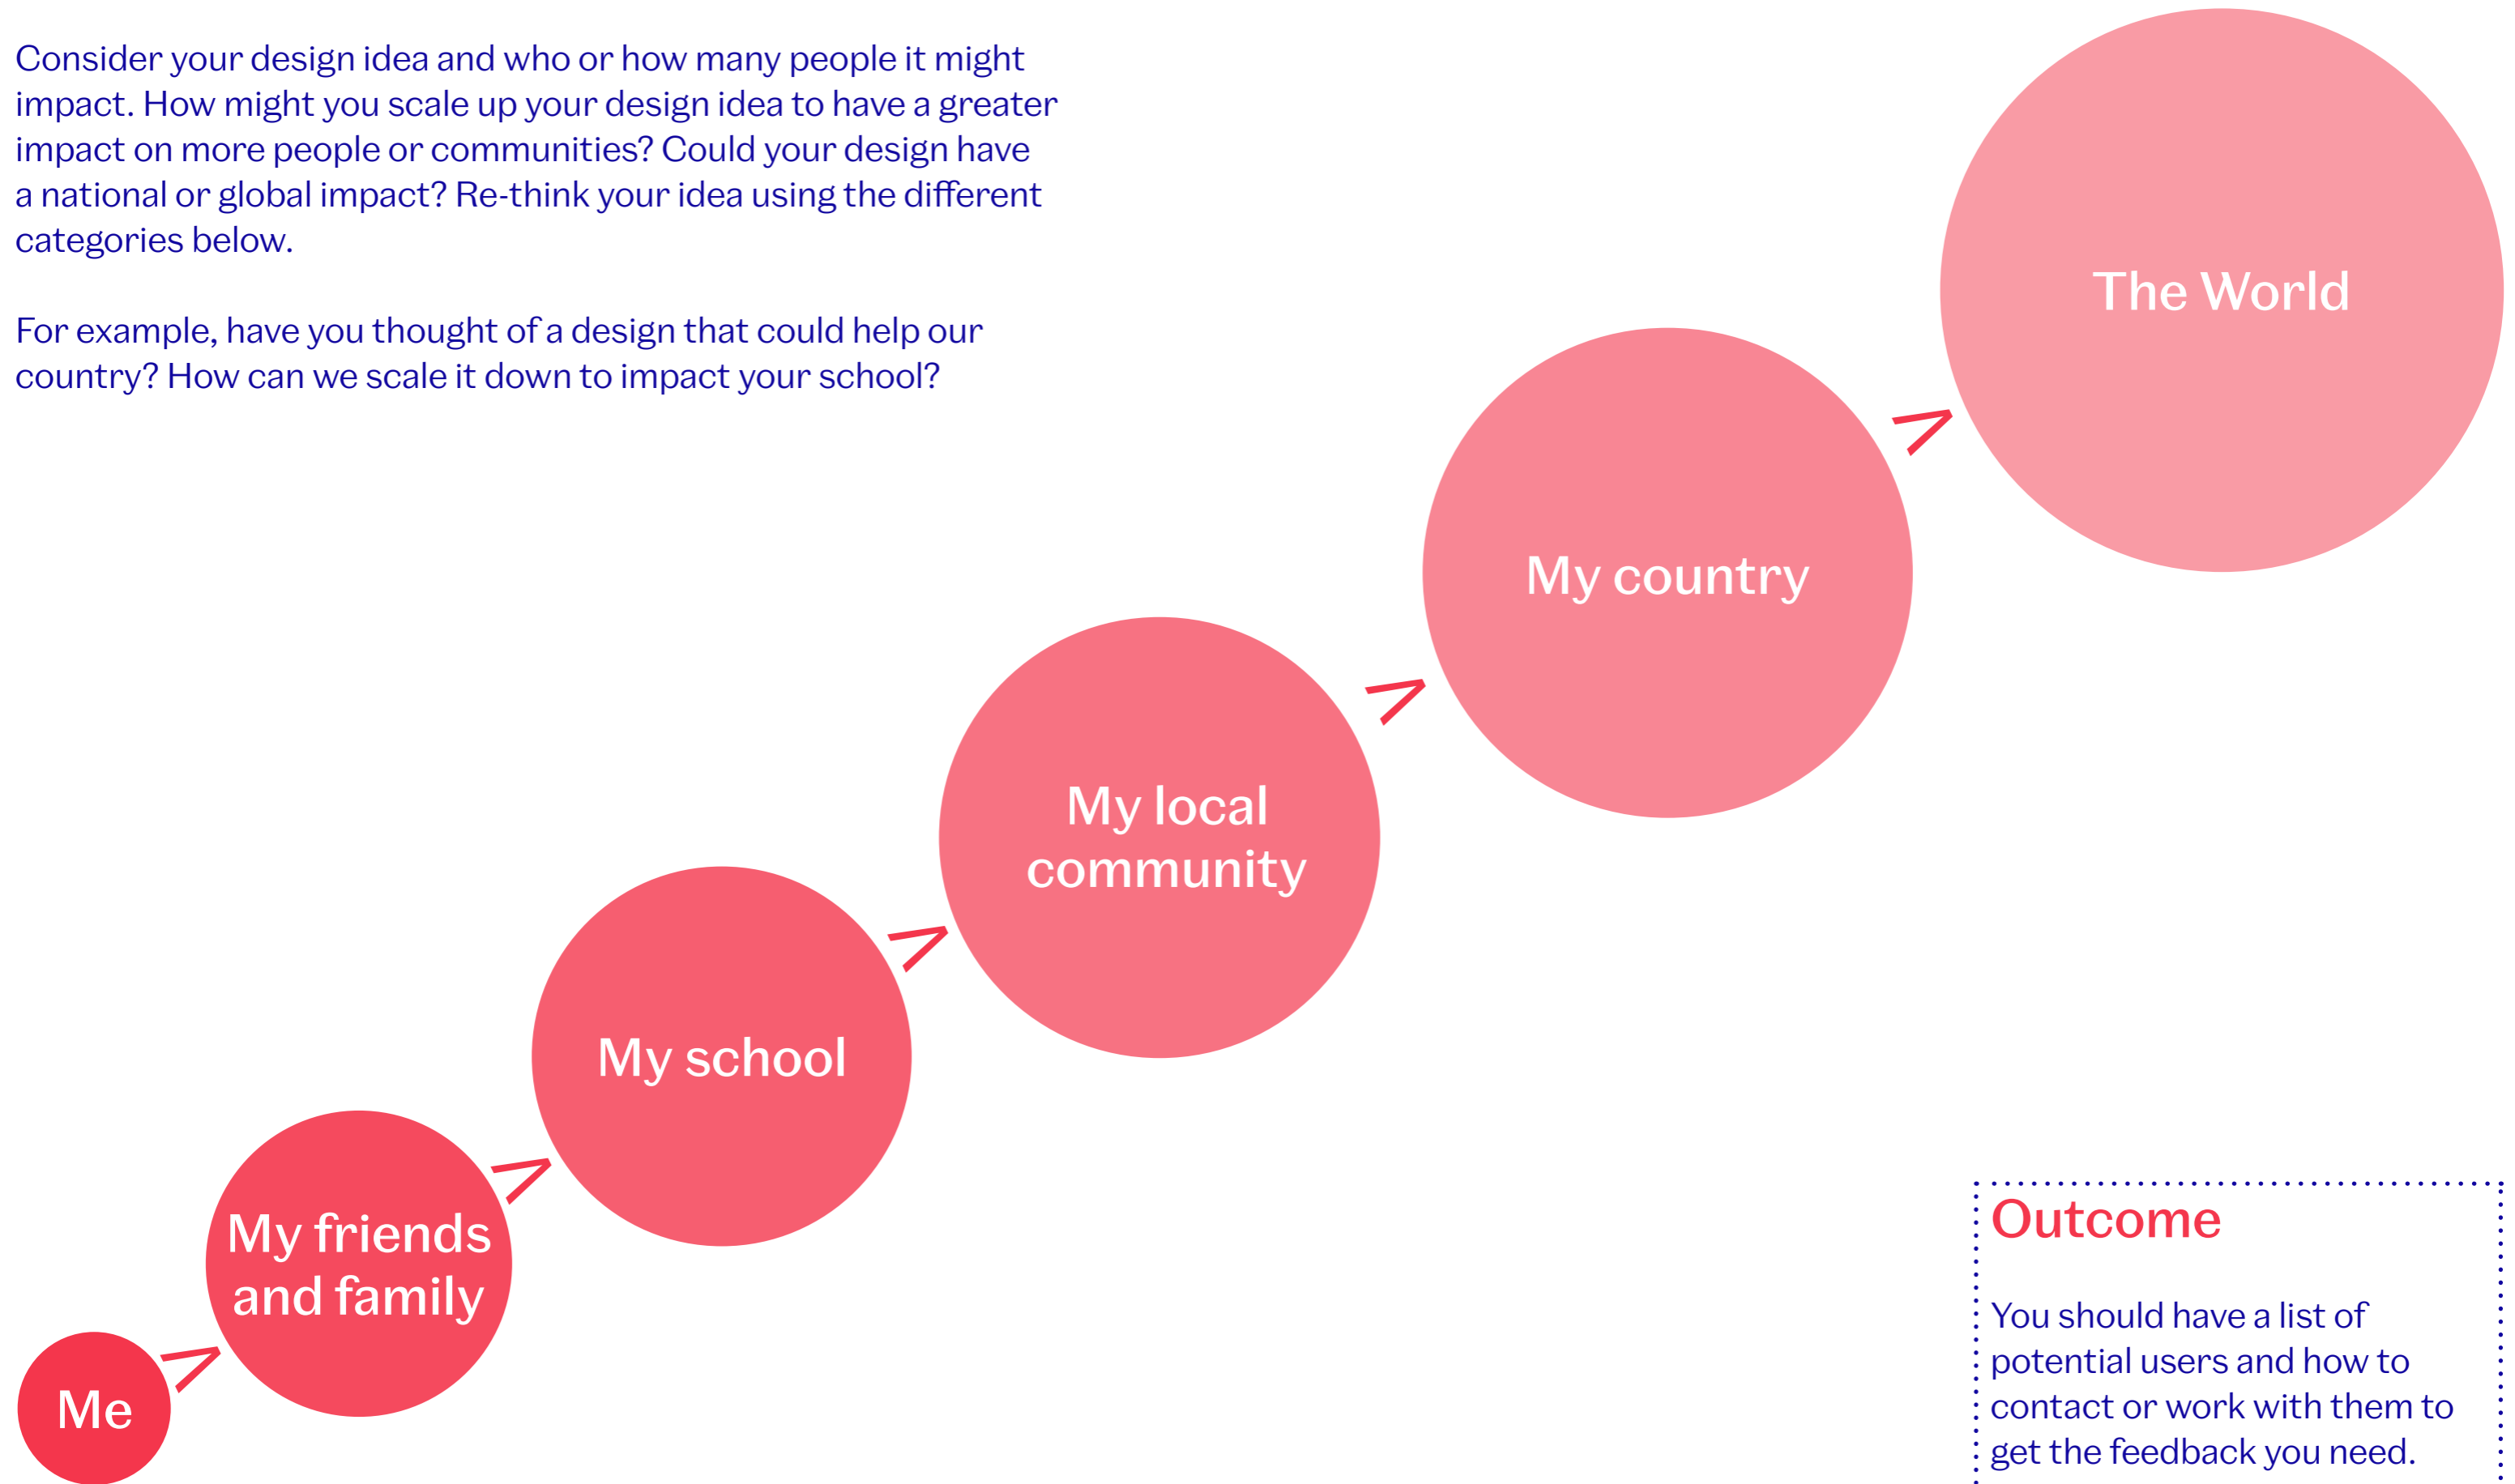 Consider your design idea and who or how many people it might
impact. How might you scale up your design idea to have a greater
impact on more people or communities? Could your design have
a national or global impact? Re-think your idea using the different
categories below.
For example, have you thought of a design that could help our
country? How can we scale it down to impact your school?
The World
My country
My local
community
My school
My friends
and family
Me
Outcome
You should have a list of
potential users and how to
contact or work with them to
get the feedback you need.